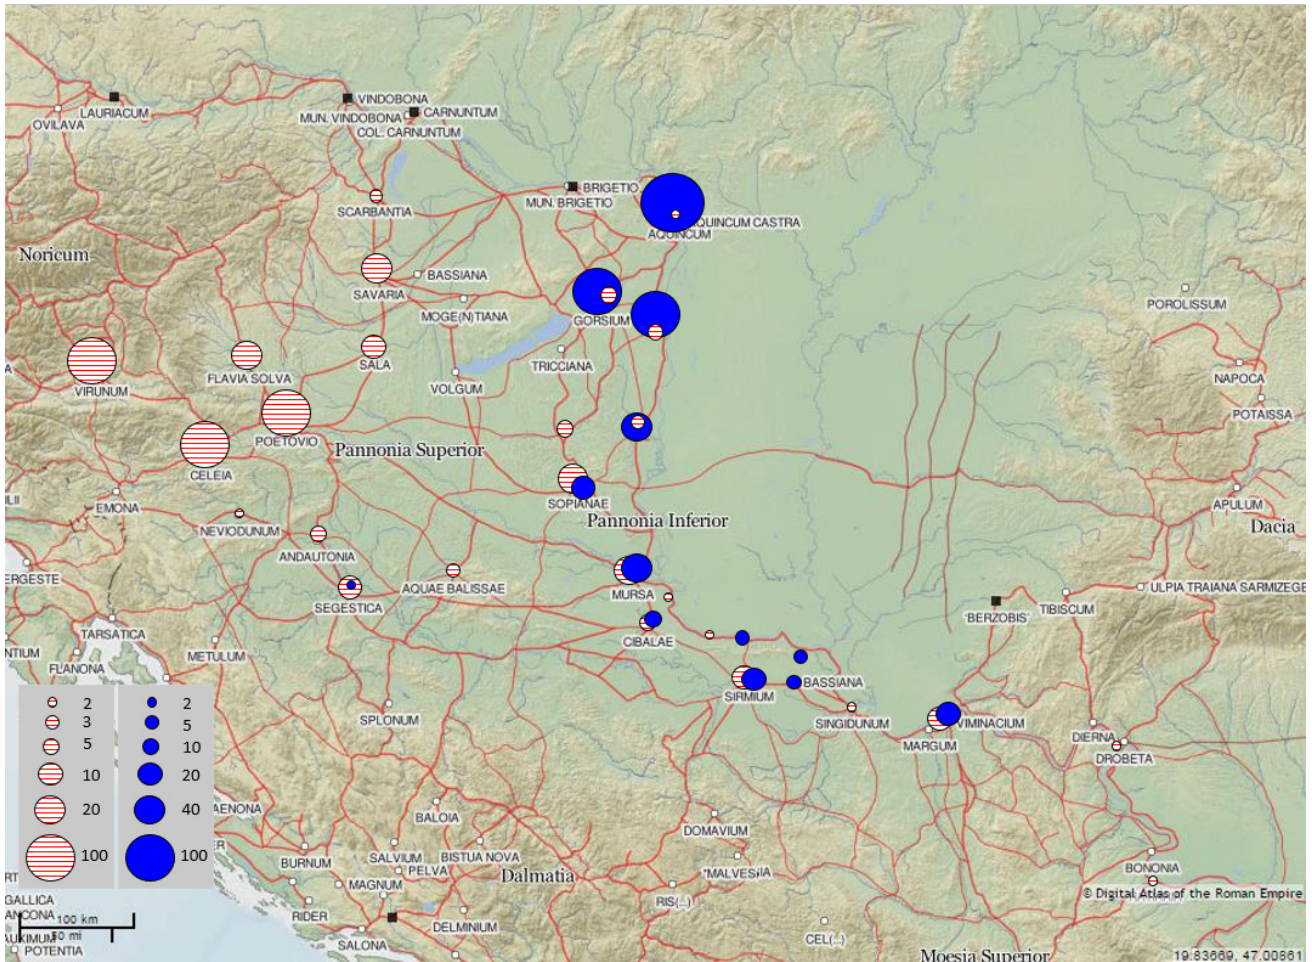 VINDOBONA
LAURIACUM
CARNUNTUM
MUN. VINDOBONA
OVILAVA
COL. CARNUNTUM
BRIGETIO
MUN. BRIGETIO
SCARBANTIA
QUINCUM CASTRA
AQUINCUM
Noricum
BASSIANA
SAVARIA
MOGE(N)TIANA
GORSIUM
POROLISSUM
SALA
TRICCIANA
FLAVIA SOLVA
NAPOCA
VIRUNUM
VOLGUM
POTAISSA
POETOVIO
Pannonia Superior
CELEIA
EMONA
SOPIANAE
APULUM
Pannonia Inferior
Dacia
NEVIODUNUM
ANDAUTONIA
ERGESTE
AQUAE BALISSAE
MURSA
ULPIA TRAIANA SARMIZEGE
SEGESTICA
TIBISCUM
'BERZOBIS'
TARSATICA
CIBALAE
NTIUM
METULUM
FLANONA
BASSIANA
SIRMIUM
SPLONUM
SINGIDUNUM
VIMINACIUM
MARGUM
DIERNA
DROBETA
2 2
3 5
5 10
10 20
20 40
100 100
AENONA
BALOIA
DOMAVIUM
BURNUM
SALVIUM
BISTUA NOVA
PELVA
"MALVES
Dalmatia
BONONIA
MAGNUM
RIS(...)
© Digital Atlas of the Roman Empire
GALLICA
ANCONA
RIDER
100 km
50 mi
DELMINIUM
CEL(...)
AUXIMUM
SALONA
POTENTIA
Moesia Superior
19.83669, 47.00861